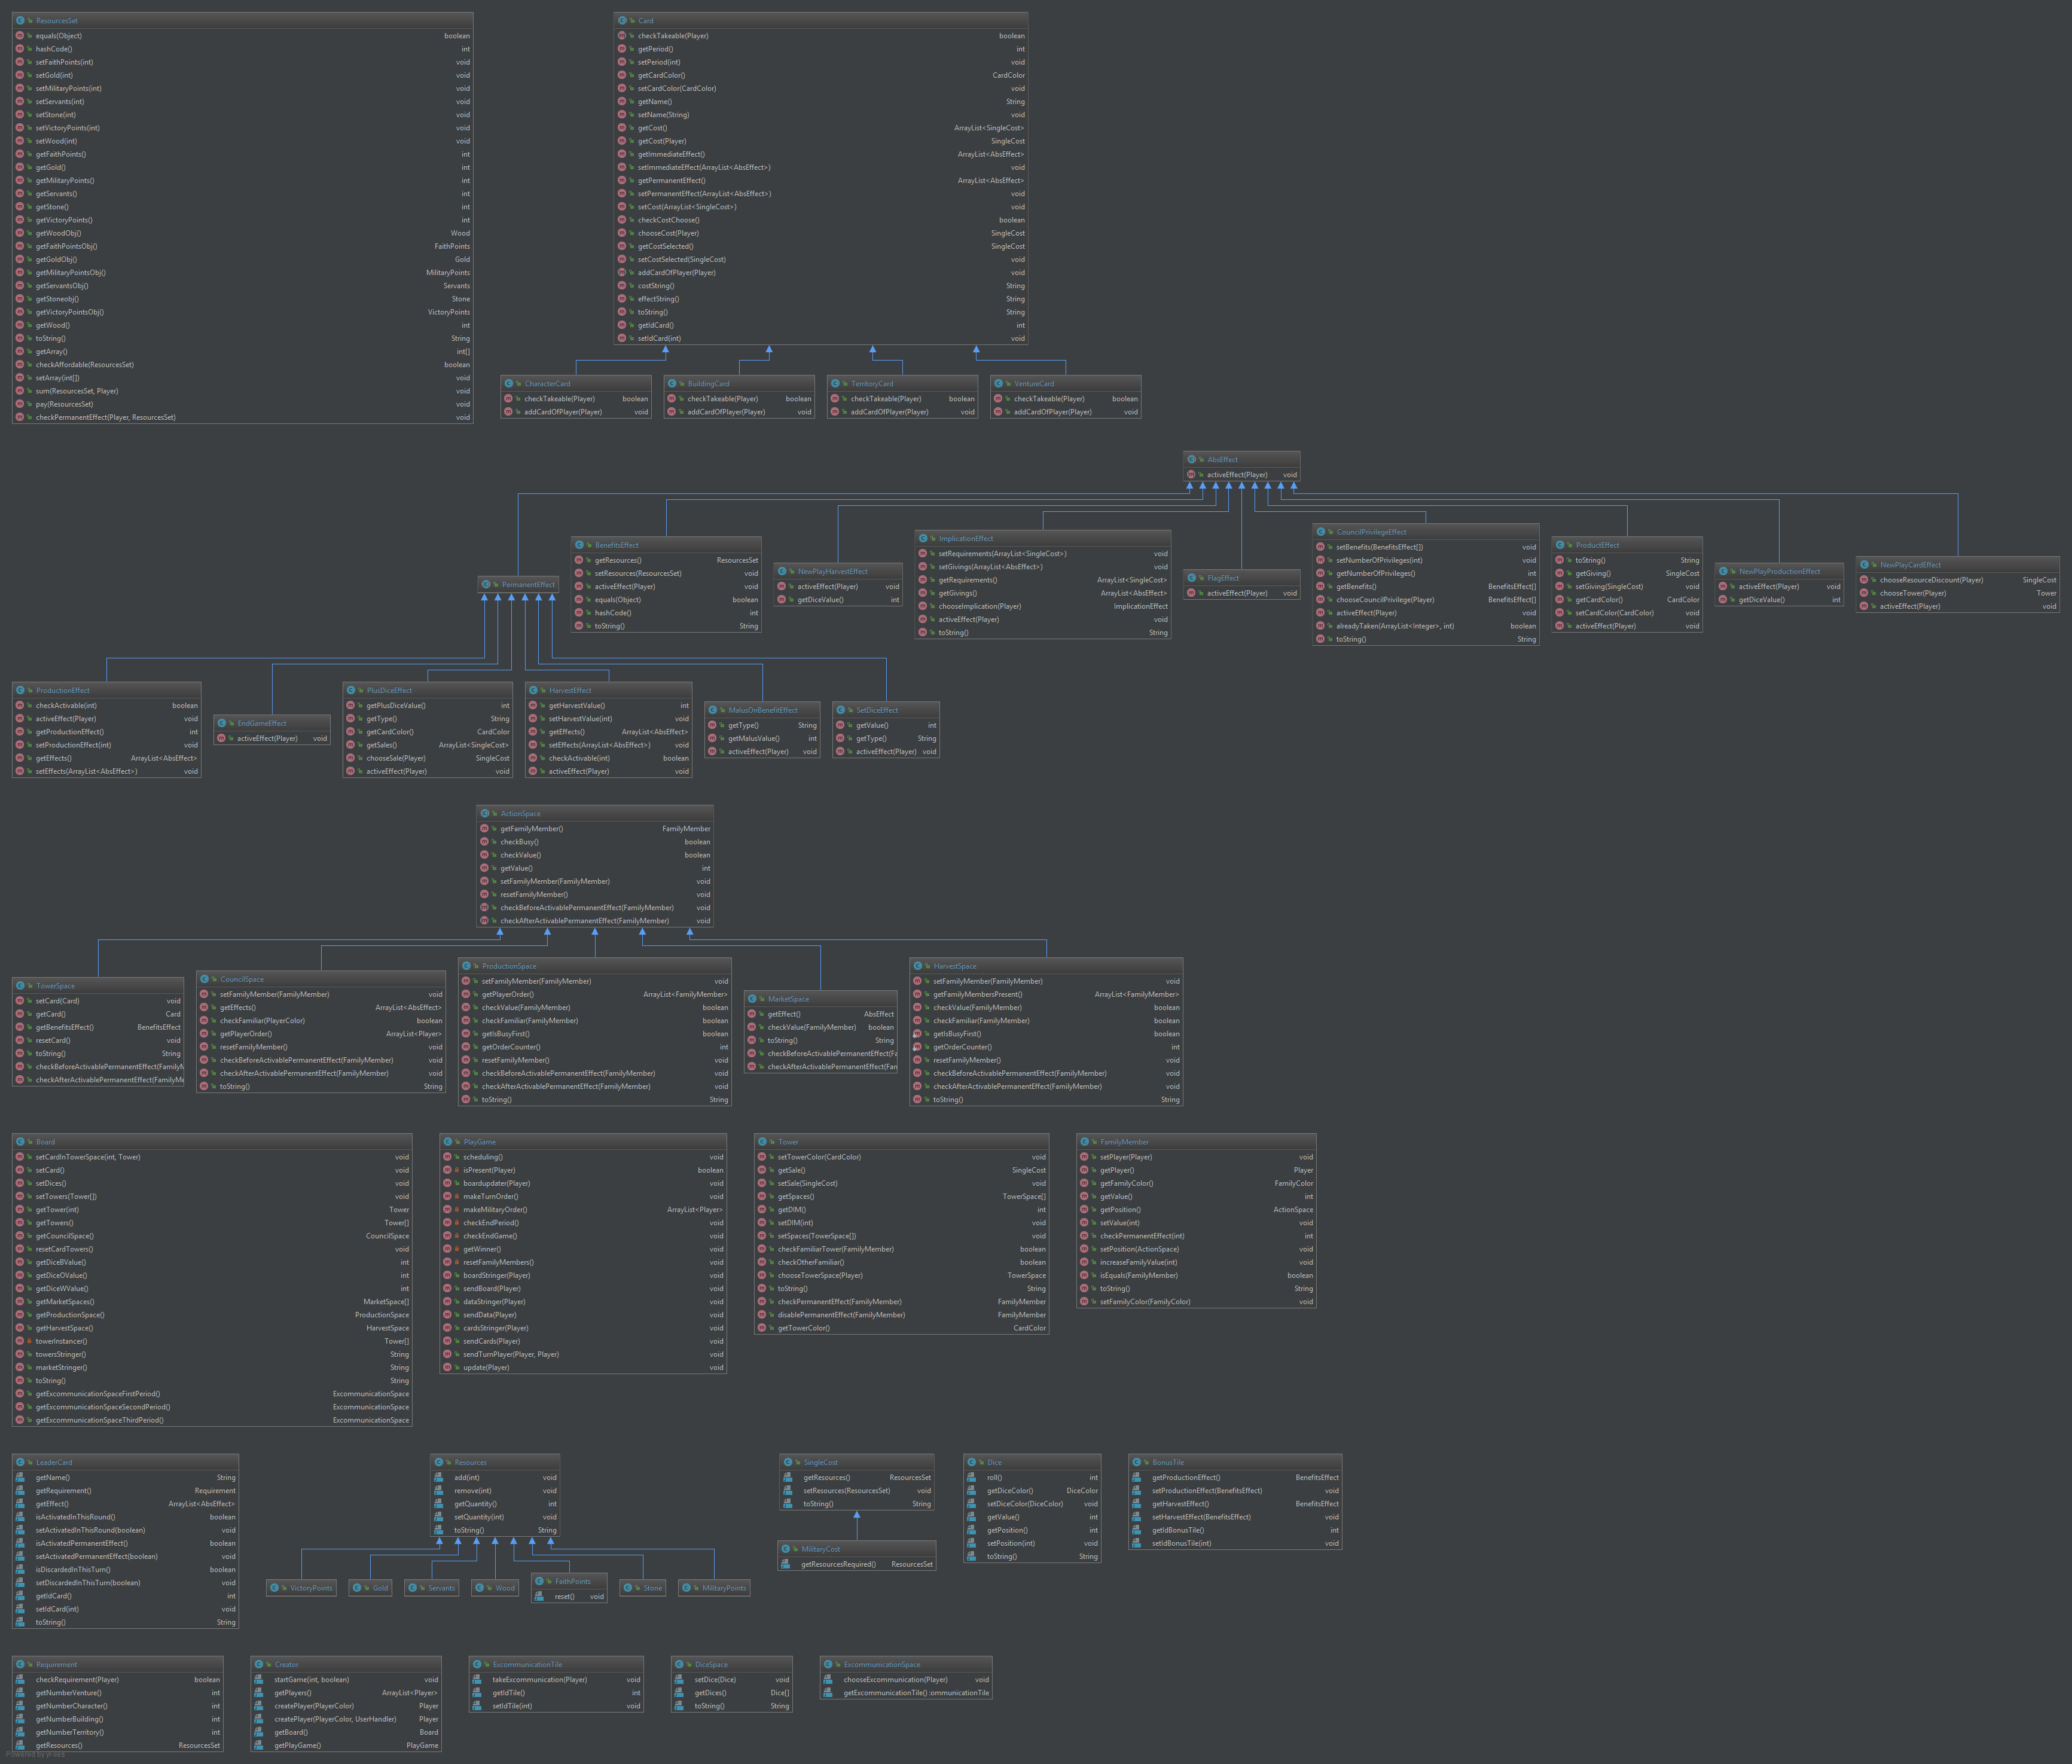 ResourcesSet
equals(Object) boolean
hashCode() int
setFaithPoints(int) void
setGold(int) void
setMilitaryPoints(int) void
setServants(int) void
setStone(int) void
setVictoryPoints(int) void
setWood(int) void
getFaithPoints() int
getGold() int
getMilitaryPoints() int
getServants() int
getStone() int
getVictoryPoints() int
getWoodObj() Wood
getFaithPointsObj() FaithPoints
getGoldObj() Gold
getMilitaryPointsObj() MilitaryPoints
getServantsObj() Servants
getStoneobj() Stone
getVictoryPointsObj() VictoryPoints
getWood() int
toString() String
getArray() int[]
checkAffordable(ResourcesSet) boolean
setArray(int[]) void
sum(ResourcesSet, Player) void
pay(ResourcesSet) void
checkPermanentEffect(Player, ResourcesSet) void
Card
checkTakeable(Player) boolean
getPeriod() int
setPeriod(int) void
getCardColor() CardColor
setCardColor(CardColor) void
getName() String
setName(String) void
getCost() ArrayList<SingleCost>
getCost(Player) SingleCost
getImmediateEffect() ArrayList<AbsEffect>
setImmediateEffect(ArrayList<AbsEffect>) void
getPermanentEffect() ArrayList<AbsEffect>
setPermanentEffect(ArrayList<AbsEffect>) void
setCost(ArrayList<SingleCost>) void
checkCostChoose() boolean
chooseCost(Player) SingleCost
getCostSelected() SingleCost
setCostSelected(SingleCost) void
addCardOfPlayer(Player) void
costString() String
effectString() String
toString() String
getIdCard() int
setIdCard(int) void
CharacterCard
checkTakeable(Player) boolean
addCardOfPlayer(Player) void
BuildingCard
checkTakeable(Player) boolean
addCardOfPlayer(Player) void
TerritoryCard
checkTakeable(Player) boolean
addCardOfPlayer(Player) void
VentureCard
checkTakeable(Player) boolean
addCardOfPlayer(Player) void
AbsEffect
activeEffect(Player) void
PermanentEffect
BenefitsEffect
getResources() ResourcesSet
setResources(ResourcesSet) void
activeEffect(Player) void
equals(Object) boolean
hashCode() int
toString() String
NewPlayHarvestEffect
activeEffect(Player) void
getDiceValue() int
ImplicationEffect
setRequirements(ArrayList<SingleCost>) void
setGivings(ArrayList<AbsEffect>) void
getRequirements() ArrayList<SingleCost>
getGivings() ArrayList<AbsEffect>
chooseImplication(Player) ImplicationEffect
activeEffect(Player) void
toString() String
FlagEffect
activeEffect(Player) void
CouncilPrivilegeEffect
setBenefits(BenefitsEffect[]) void
setNumberOfPrivileges(int) void
getNumberOfPrivileges() int
getBenefits() BenefitsEffect[]
chooseCouncilPrivilege(Player) BenefitsEffect[]
activeEffect(Player) void
alreadyTaken(ArrayList<Integer>, int) boolean
toString() String
ProductEffect
toString() String
getGiving() SingleCost
setGiving(SingleCost) void
getCardColor() CardColor
setCardColor(CardColor) void
activeEffect(Player) void
NewPlayProductionEffect
activeEffect(Player) void
getDiceValue() int
NewPlayCardEffect
chooseResourceDiscount(Player) SingleCost
chooseTower(Player) Tower
activeEffect(Player) void
ProductionEffect
checkActivable(int) boolean
activeEffect(Player) void
getProductionEffect() int
setProductionEffect(int) void
getEffects() ArrayList<AbsEffect>
setEffects(ArrayList<AbsEffect>) void
EndGameEffect
activeEffect(Player) void
PlusDiceEffect
getPlusDiceValue() int
getType() String
getCardColor() CardColor
getSales() ArrayList<SingleCost>
chooseSale(Player) SingleCost
activeEffect(Player) void
HarvestEffect
getHarvestValue() int
setHarvestValue(int) void
getEffects() ArrayList<AbsEffect>
setEffects(ArrayList<AbsEffect>) void
checkActivable(int) boolean
activeEffect(Player) void
MalusOnBenefitEffect
getType() String
getMalusValue() int
activeEffect(Player) void
SetDiceEffect
getValue() int
getType() String
activeEffect(Player) void
ActionSpace
getFamilyMember() FamilyMember
checkBusy() boolean
checkValue() boolean
getValue() int
setFamilyMember(FamilyMember) void
resetFamilyMember() void
checkBeforeActivablePermanentEffect(FamilyMember) void
checkAfterActivablePermanentEffect(FamilyMember) void
TowerSpace
setCard(Card) void
getCard() Card
getBenefitsEffect() BenefitsEffect
resetCard() void
toString() String
checkBeforeActivablePermanentEffect(FamilyM
checkAfterActivablePermanentEffect(FamilyMe
CouncilSpace
setFamilyMember(FamilyMember) void
getEffects() ArrayList<AbsEffect>
checkFamiliar(PlayerColor) boolean
getPlayerOrder() ArrayList<Player>
resetFamilyMember() void
checkBeforeActivablePermanentEffect(FamilyMember) void
checkAfterActivablePermanentEffect(FamilyMember) void
toString() String
ProductionSpace
setFamilyMember(FamilyMember) void
getPlayerOrder() ArrayList<FamilyMember>
checkValue(FamilyMember) boolean
checkFamiliar(FamilyMember) boolean
getIsBusyFirst() boolean
getOrderCounter() int
resetFamilyMember() void
checkBeforeActivablePermanentEffect(FamilyMember) void
checkAfterActivablePermanentEffect(FamilyMember) void
toString() String
MarketSpace
getEffect() AbsEffect
checkValue(FamilyMember) boolean
toString() String
checkBeforeActivablePermanentEffect(Fa
checkAfterActivablePermanentEffect(Fan
HarvestSpace
setFamilyMember(FamilyMember) void
getFamilyMembersPresent() ArrayList<FamilyMember>
checkValue(FamilyMember) boolean
checkFamiliar(FamilyMember) boolean
getIsBusyFirst() boolean
getOrderCounter() int
resetFamilyMember() void
checkBeforeActivablePermanentEffect(FamilyMember) void
checkAfterActivablePermanentEffect(FamilyMember) void
toString() String
Board
setCardInTowerSpace(int, Tower) void
setCard() void
setDices() void
setTowers(Tower[]) void
getTower(int) Tower
getTowers() Tower[]
getCouncilSpace() CouncilSpace
resetCardTowers() void
getDiceBValue() int
getDiceOValue() int
getDiceWValue() int
getMarketSpaces() MarketSpace[]
getProductionSpace() ProductionSpace
getHarvestSpace() HarvestSpace
towerInstancer() Tower[]
towersStringer() String
marketStringer() String
toString() String
getExcommunicationSpaceFirstPeriod() ExcommunicationSpace
getExcommunicationSpaceSecondPeriod() ExcommunicationSpace
getExcommunicationSpaceThirdPeriod() ExcommunicationSpace
PlayGame
scheduling() void
isPresent(Player) boolean
boardupdater(Player) void
makeTurnOrder() void
makeMilitaryOrder() ArrayList<Player>
checkEndPeriod() void
checkEndGame() void
getWinner() void
resetFamilyMembers() void
boardStringer(Player) void
sendBoard(Player) void
dataStringer(Player) void
sendData(Player) void
cardsStringer(Player) void
sendCards(Player) void
sendTurnPlayer(Player, Player) void
update(Player) void
Tower
setTowerColor(CardColor) void
getSale() SingleCost
setSale(SingleCost) void
getSpaces() TowerSpace[]
getDIM() int
setDIM(int) void
setSpaces(TowerSpace[]) void
checkFamiliarTower(FamilyMember) boolean
checkOtherFamiliar() boolean
chooseTowerSpace(Player) TowerSpace
toString() String
checkPermanentEffect(FamilyMember) FamilyMember
disablePermanentEffect(FamilyMember) FamilyMember
getTowerColor() CardColor
FamilyMember
setPlayer(Player) void
getPlayer() Player
getFamilyColor() FamilyColor
getValue() int
getPosition() ActionSpace
setValue(int) void
checkPermanentEffect(int) int
setPosition(ActionSpace) void
increaseFamilyValue(int) void
isEquals(FamilyMember) boolean
toString() String
setFamilyColor(FamilyColor) void
LeaderCard
getName() String
getRequirement() Requirement
getEffect() ArrayList<AbsEffect>
isActivatedInThisRound() boolean
setActivatedInThisRound(boolean) void
isActivatedPermanentEffect() boolean
setActivatedPermanentEffect(boolean) void
isDiscardedInThisTurn() boolean
setDiscardedInThisTurn(boolean) void
getIdCard() int
setIdCard(int) void
toString() String
Resources
add(int) void
remove(int) void
getQuantity() int
setQuantity(int) void
toString() String
VictoryPoints
Gold
Servants
Wood
FaithPoints
reset() void
Stone
MilitaryPoints
SingleCost
getResources() ResourcesSet
setResources(ResourcesSet) void
toString() String
MilitaryCost
getResourcesRequired() ResourcesSet
Dice
roll() int
getDiceColor() DiceColor
setDiceColor(DiceColor) void
getValue() int
getPosition() int
setPosition(int) void
toString() String
BonusTile
getProductionEffect() BenefitsEffect
setProductionEffect(BenefitsEffect) void
getHarvestEffect() BenefitsEffect
setHarvestEffect(BenefitsEffect) void
getIdBonusTile() int
setIdBonusTile(int) void
Requirement
checkRequirement(Player) boolean
getNumberVenture() int
getNumberCharacter() int
getNumberBuilding() int
getNumberTerritory() int
getResources() ResourcesSet
Creator
startGame(int, boolean) void
getPlayers() ArrayList<Player>
createPlayer(PlayerColor) Player
createPlayer(PlayerColor, UserHandler) Player
getBoard() Board
getPlayGame() PlayGame
ExcommunicationTile
takeExcommunication(Player) void
getIdTile() int
setIdTile(int) void
DiceSpace
setDice(Dice) void
getDices() Dice[]
toString() String
ExcommunicationSpace
chooseExcommunication(Player) void
getExcommunicationTile() :ommunicationTile
Powered by yFiles